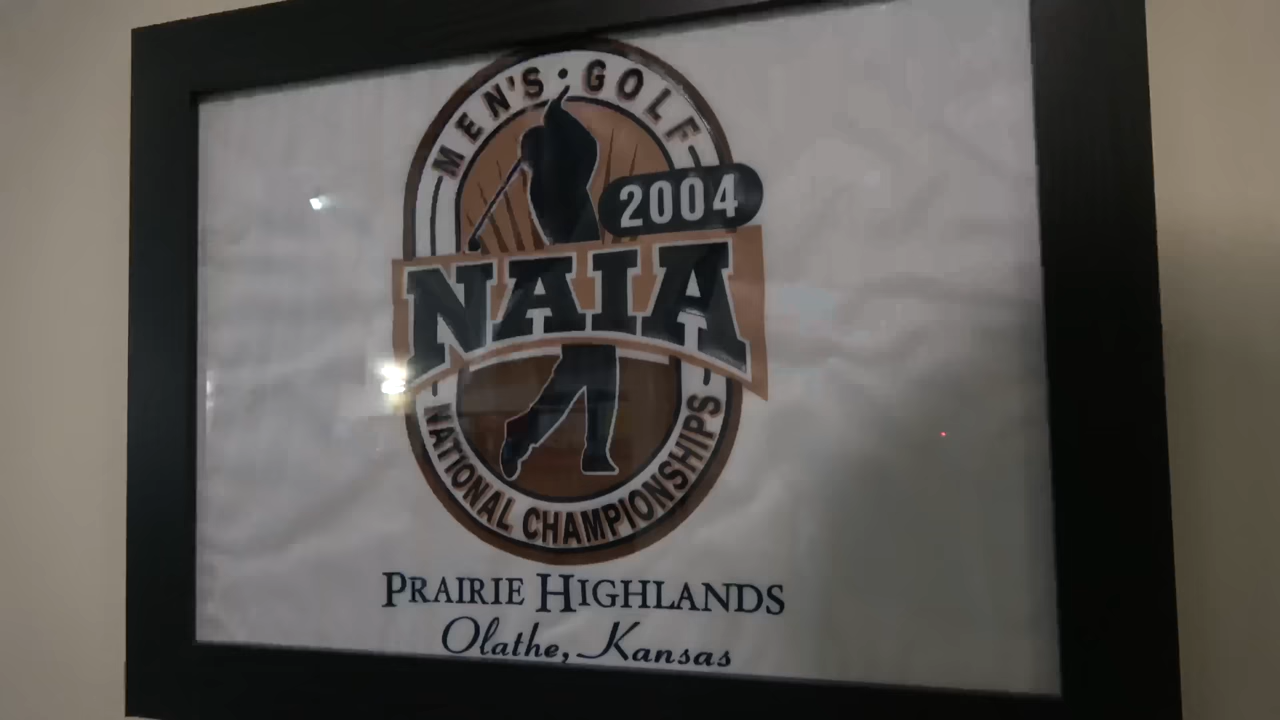 MEN'S • GOLF
2004
NAIA
NATIONAL CHAMPIONSHIPS
PRAIRIE HIGHLANDS
Olathe, Kansas